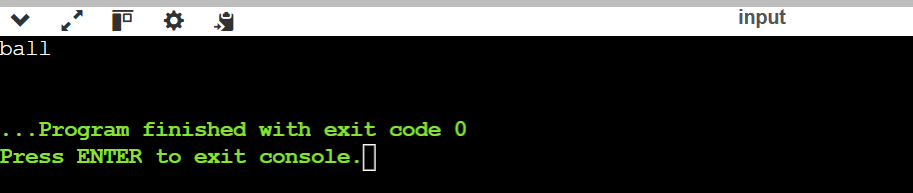 input
ball
...Program finished with exit code 0
Press ENTER to exit console.